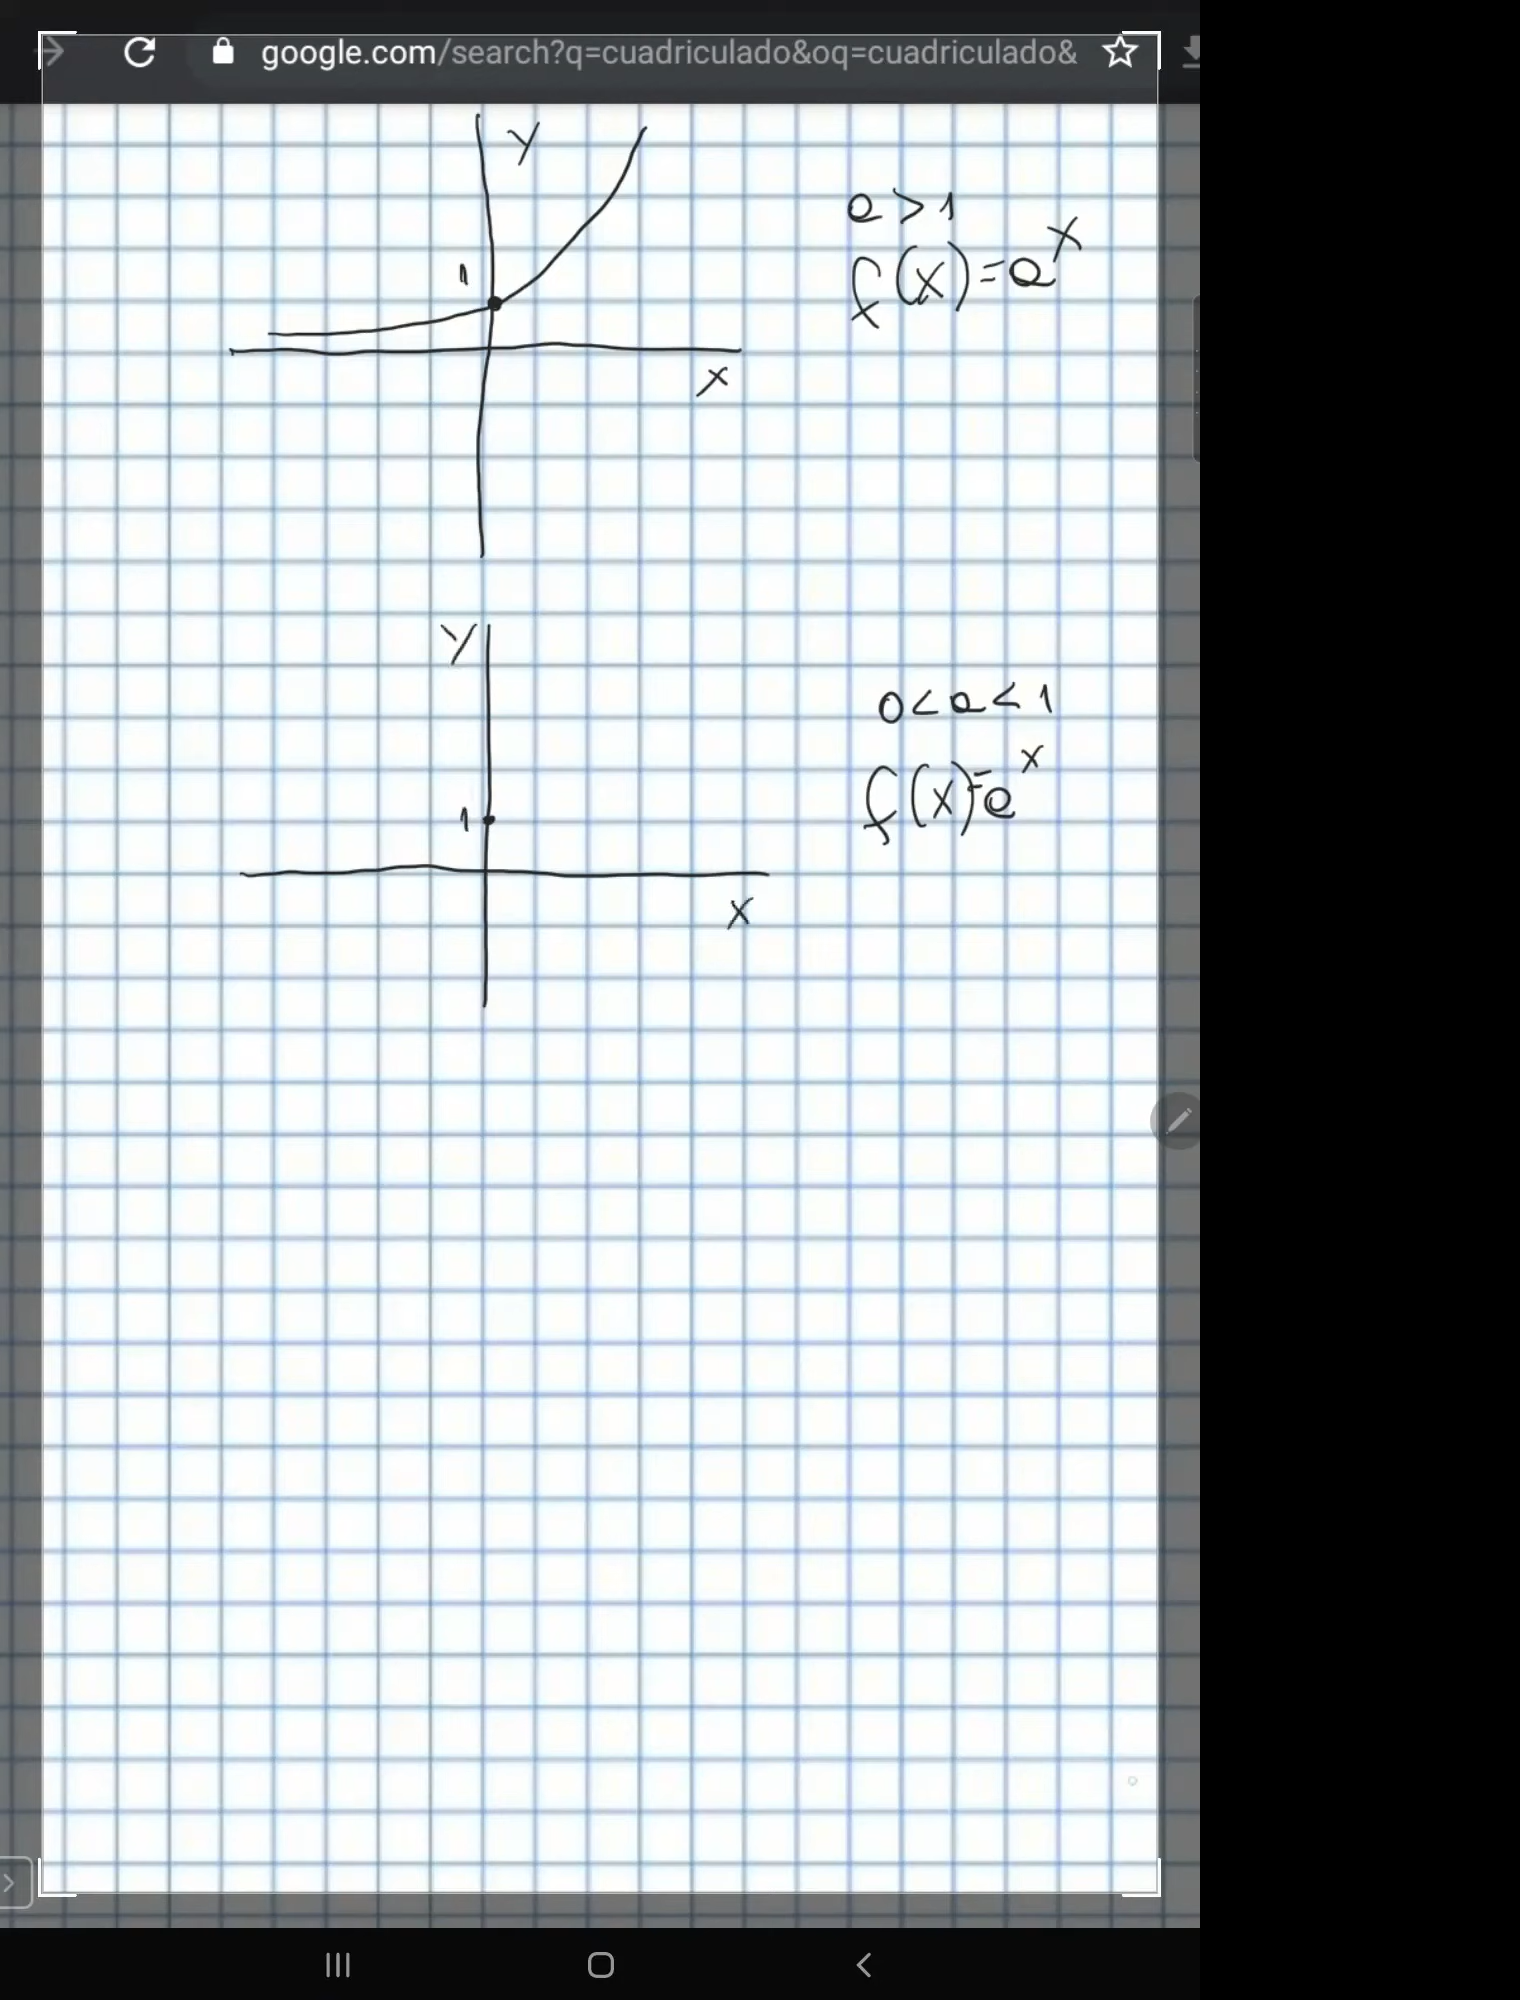 google.com/search?q=cuadriculado&oq=cuadriculado&
y
a > 1
1
f(x)=a^x
x
y
0<a<1
f(x)=a^x
1
x